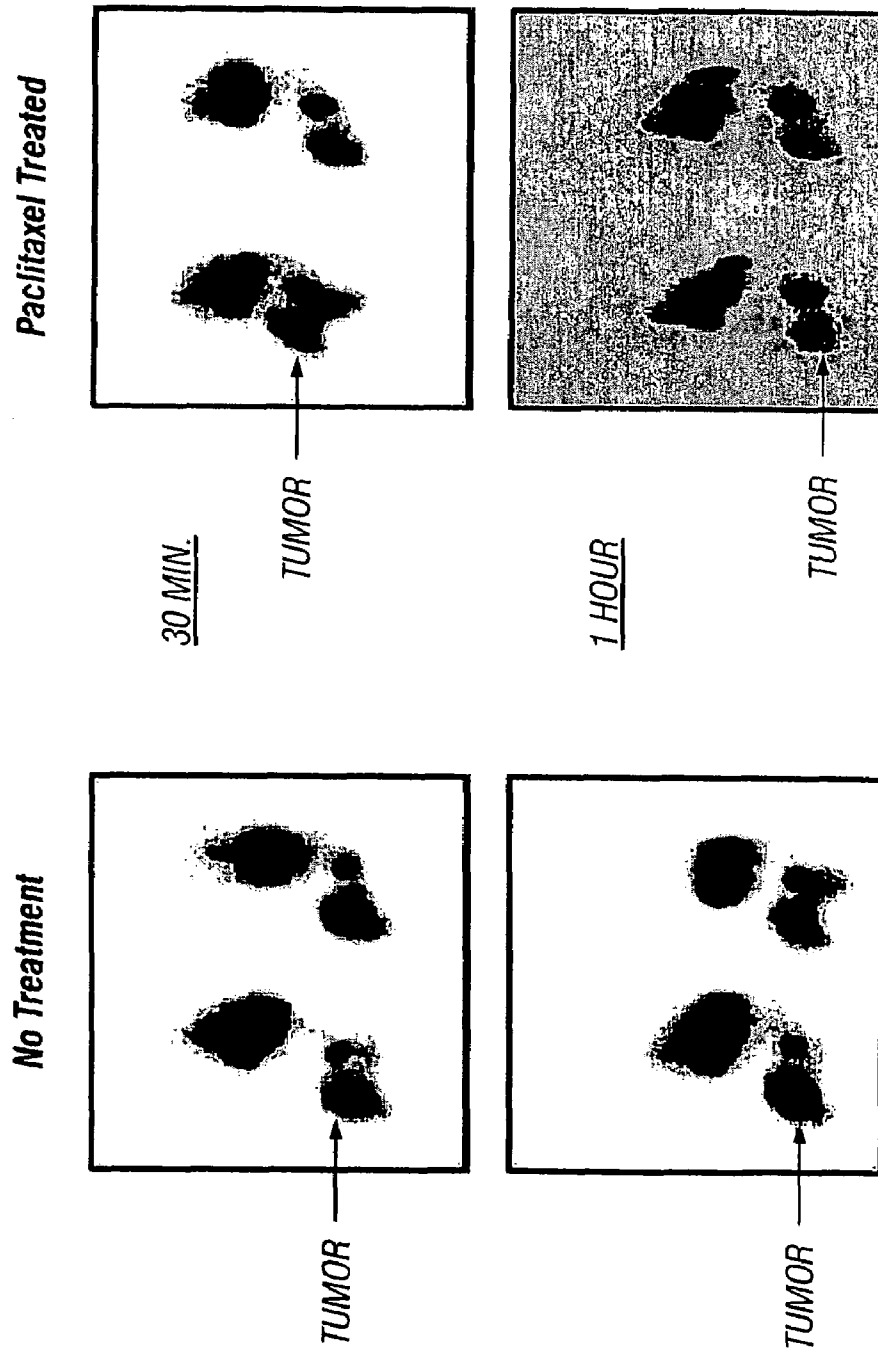 No Treatment
Paclitaxel Treated
30 MIN.
TUMOR
TUMOR
1 HOUR
TUMOR
TUMOR